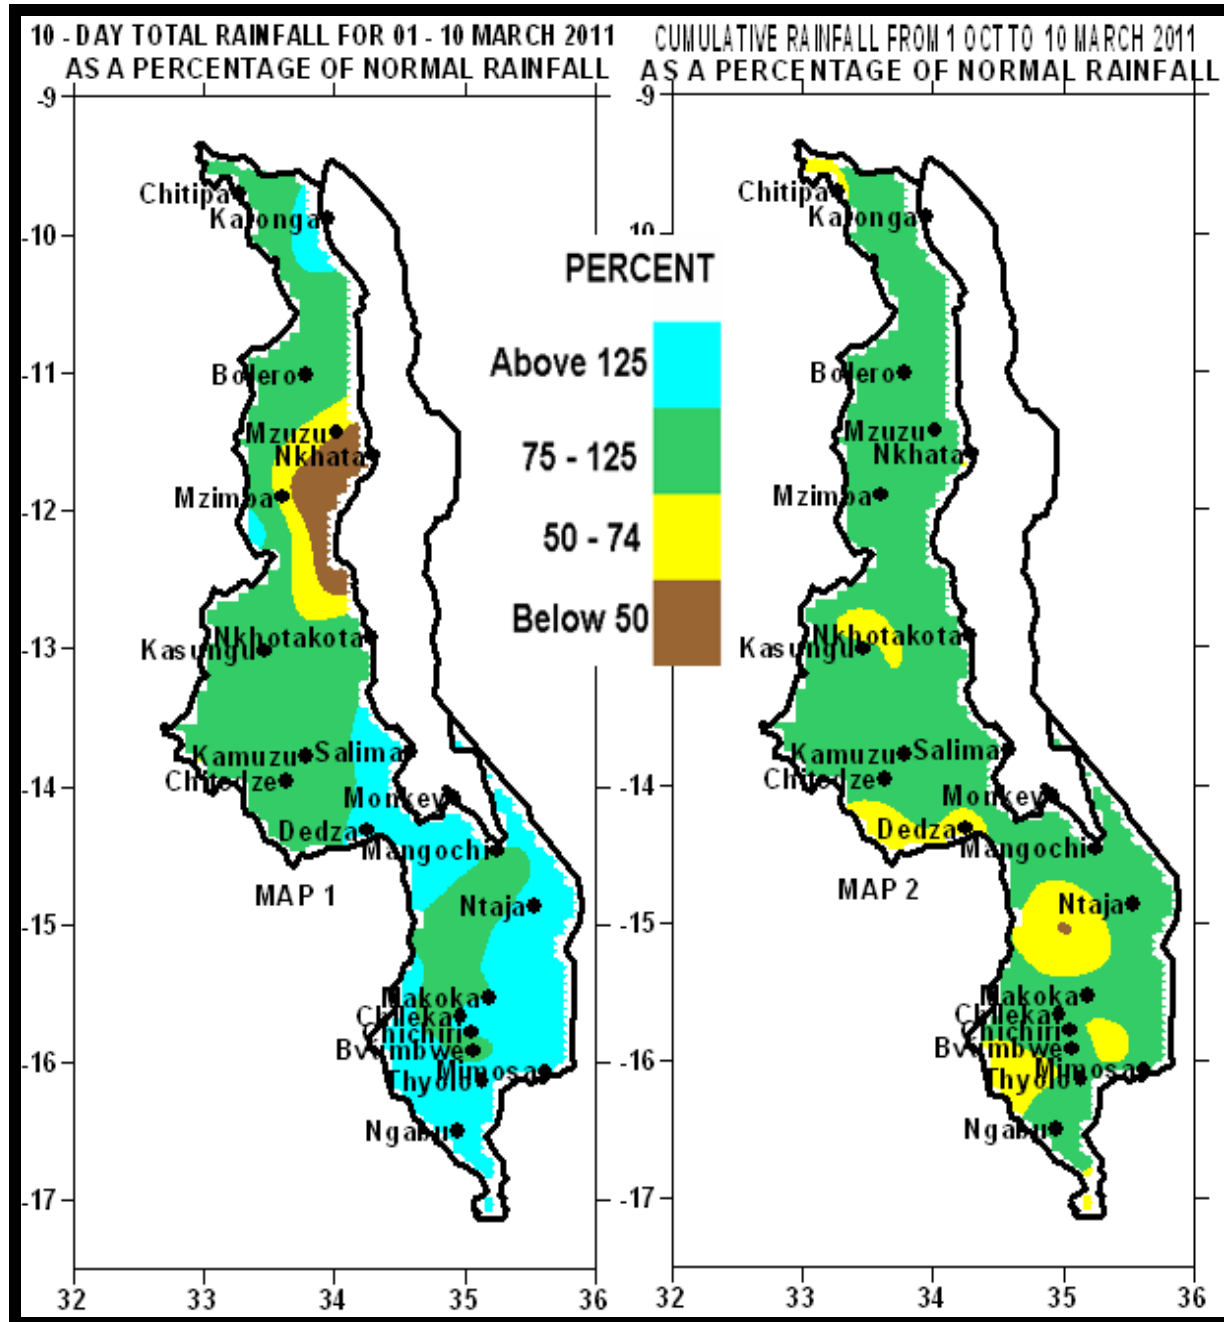 10 - DAY TOTAL RAINFALL FOR 01 - 10 MARCH 2011
AS A PERCENTAGE OF NORMAL RAINFALL
CUMULATIVE RAINFALL FROM 1 OCT TO 10 MARCH 2011
AS A PERCENTAGE OF NORMAL RAINFALL
-9
-10
-11
-12
-13
-14
-15
-16
-17
32
33
34
35
36
Chitipa
Karonga
Bolero
Mzuzu
Nkhata
Mzimba
Nkhotakota
Kasungu
Kamuzu
Salima
Chitedze
Monkey
Dedza
Mangochi
MAP 1
Ntaja
Makoka
Chileka
Chichiri
Bvumbwe
Mimosa
Thyolo
Ngabu
PERCENT
Above 125
75 - 125
50 - 74
Below 50
-9
-10
-11
-12
-13
-14
-15
-16
-17
32
33
34
35
36
Chitipa
Karonga
Bolero
Mzuzu
Nkhata
Mzimba
Nkhotakota
Kasungu
Kamuzu
Salima
Chitedze
Monkey
Dedza
Mangochi
MAP 2
Ntaja
Makoka
Chileka
Chichiri
Bvumbwe
Mimosa
Thyolo
Ngabu